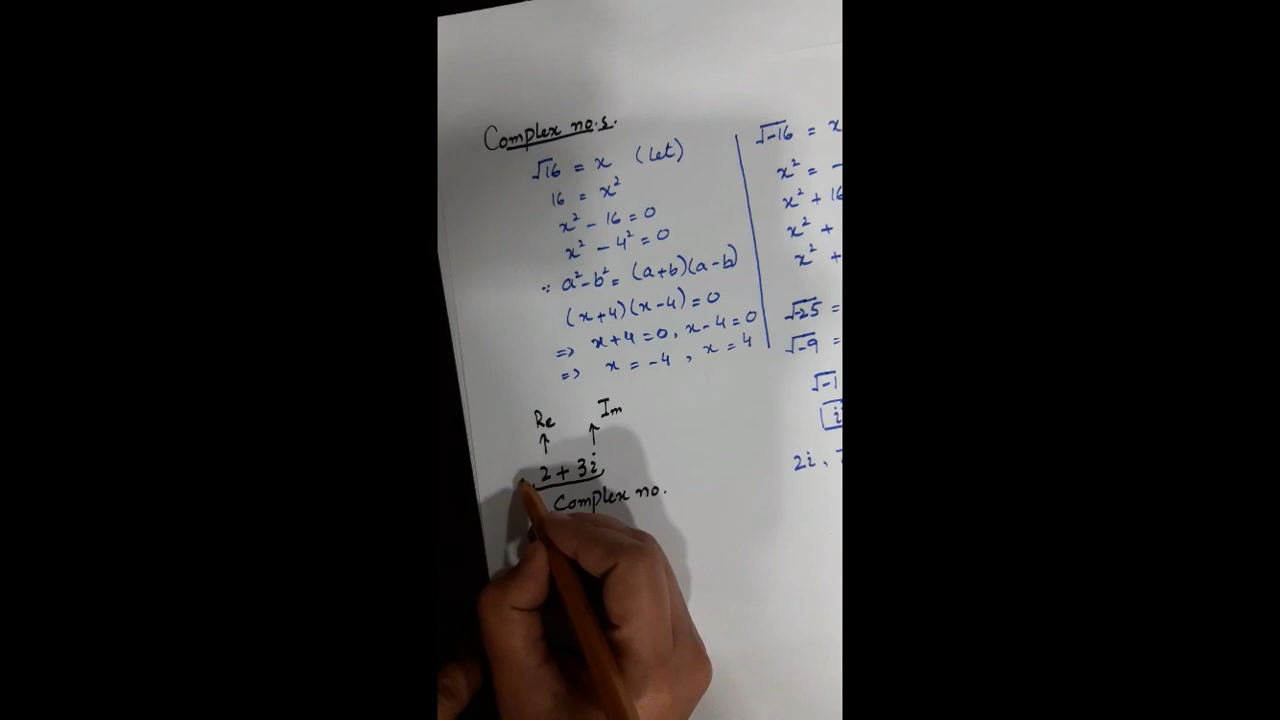 Complex no.s.
√16 = x (let)
16 = x²
x² - 16 = 0
x² - 4² = 0
∵ a² - b² = (a+b)(a-b)
(x+4)(x-4) = 0
=> x+4 = 0, x-4 = 0
=> x = -4, x = 4
Re Im
↑ ↑
2 + 3i
Complex no.
√-16 = x
x² = -
x² + 16
x² +
x² +
√-25 =
√-9 =
√-1
i
2i,